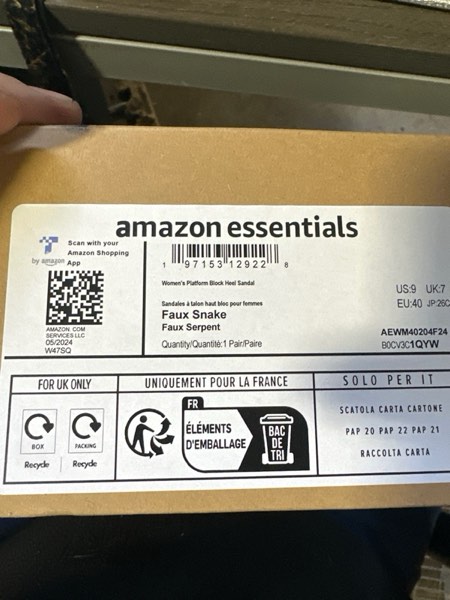 amazon essentials
Scan with your
Amazon Shopping
App
by amazon
AMAZON. COM
SERVICES LLC
05/2024
W47SQ
1 97153 12922 8
Women's Platform Block Heel Sandal
Sandales à talon haut bloc pour femmes
Faux Snake
Faux Serpent
Quantity/Quantité:1 Pair/Paire
US:9 UK:7
EU:40 JP:26C
AEWM40204F24
B0CV3C1QYW
FOR UK ONLY
BOX
PACKING
Recycle
Recycle
UNIQUEMENT POUR LA FRANCE
FR
ÉLÉMENTS
D'EMBALLAGE
BAC
DE
TRI
SOLO PER IT
SCATOLA CARTA CARTONE
PAP 20 PAP 22 PAP 21
RACCOLTA CARTA